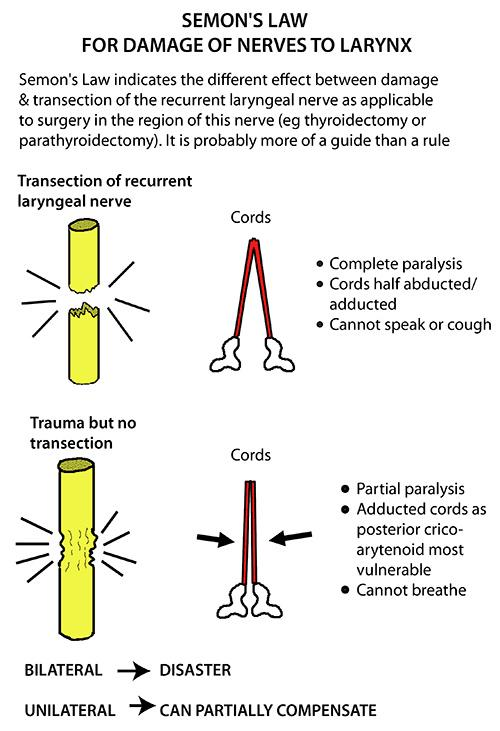 SEMON'S LAW
FOR DAMAGE OF NERVES TO LARYNX
Semon's Law indicates the different effect between damage
& transection of the recurrent laryngeal nerve as applicable
to surgery in the region of this nerve (eg thyroidectomy or
parathyroidectomy). It is probably more of a guide than a rule
Transection of recurrent
laryngeal nerve
Cords
• Complete paralysis
• Cords half abducted/
adducted
• Cannot speak or cough
Trauma but no
transection
Cords
• Partial paralysis
• Adducted cords as
posterior crico-
arytenoid most
vulnerable
• Cannot breathe
BILATERAL → DISASTER
UNILATERAL → CAN PARTIALLY COMPENSATE